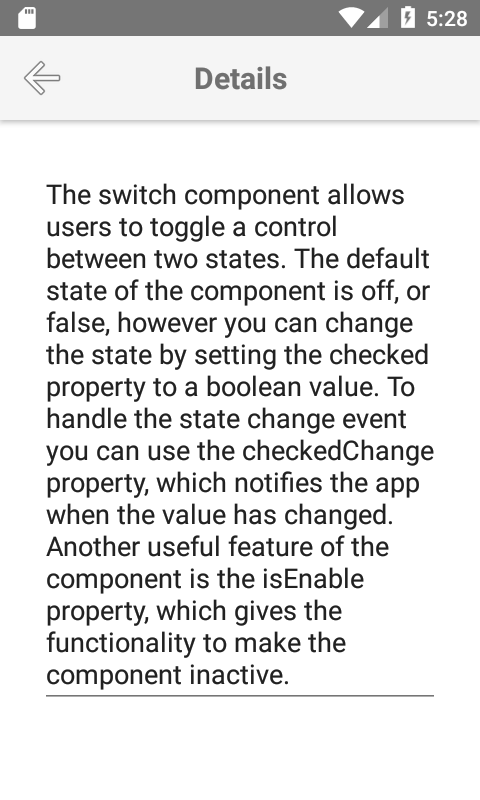 5:28
Details
The switch component allows
users to toggle a control
between two states. The default
state of the component is off, or
false, however you can change
the state by setting the checked
property to a boolean value. To
handle the state change event
you can use the checkedChange
property, which notifies the app
when the value has changed.
Another useful feature of the
component is the isEnable
property, which gives the
functionality to make the
component inactive.